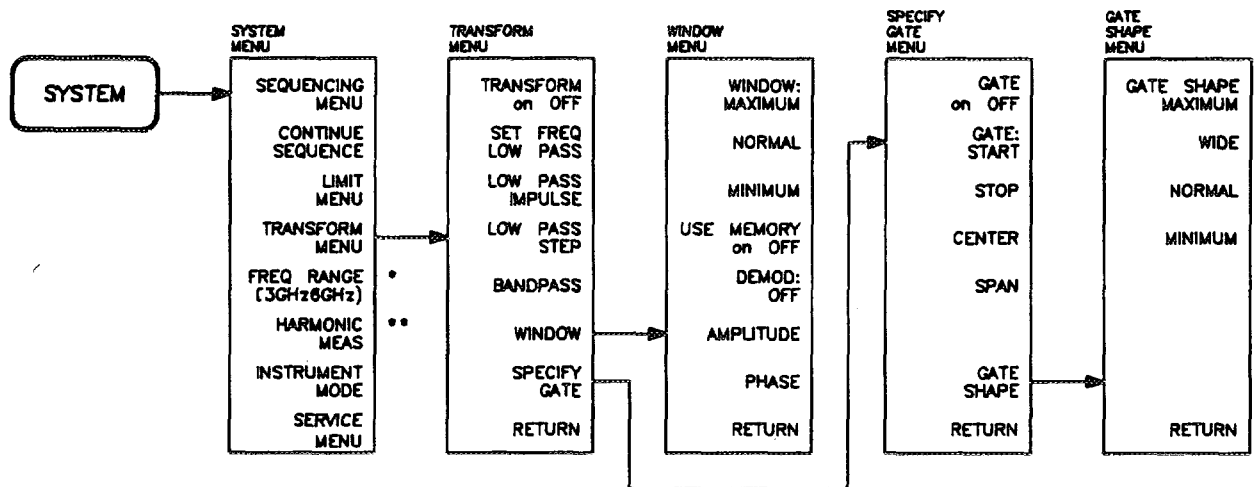 SYSTEM
SYSTEM
MENU
SEQUENCING
MENU
CONTINUE
SEQUENCE
LIMIT
MENU
TRANSFORM
MENU
FREQ RANGE *
[3GHz6GHz)
HARMONIC **
MEAS
INSTRUMENT
MODE
SERVICE
MENU
TRANSFORM
MENU
TRANSFORM
on OFF
SET FREQ
LOW PASS
LOW PASS
IMPULSE
LOW PASS
STEP
BANDPASS
WINDOW
SPECIFY
GATE
RETURN
WINDOW
MENU
WINDOW:
MAXIMUM
NORMAL
MINIMUM
USE MEMORY
on OFF
DEMOD:
OFF
AMPLITUDE
PHASE
RETURN
SPECIFY
GATE
MENU
GATE
on OFF
GATE:
START
STOP
CENTER
SPAN
GATE
SHAPE
RETURN
GATE
SHAPE
MENU
GATE SHAPE
MAXIMUM
WIDE
NORMAL
MINIMUM
RETURN